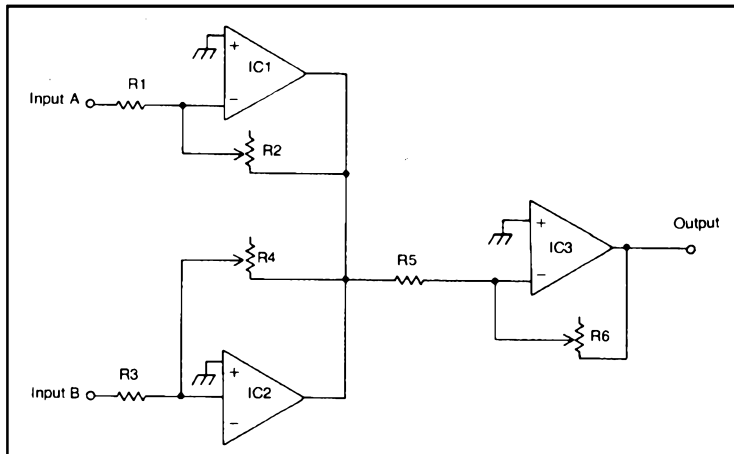 +
IC1
R1
Input A
−
R2
+
Output
R4
IC3
R5
−
R6
+
R3
IC2
Input B
−